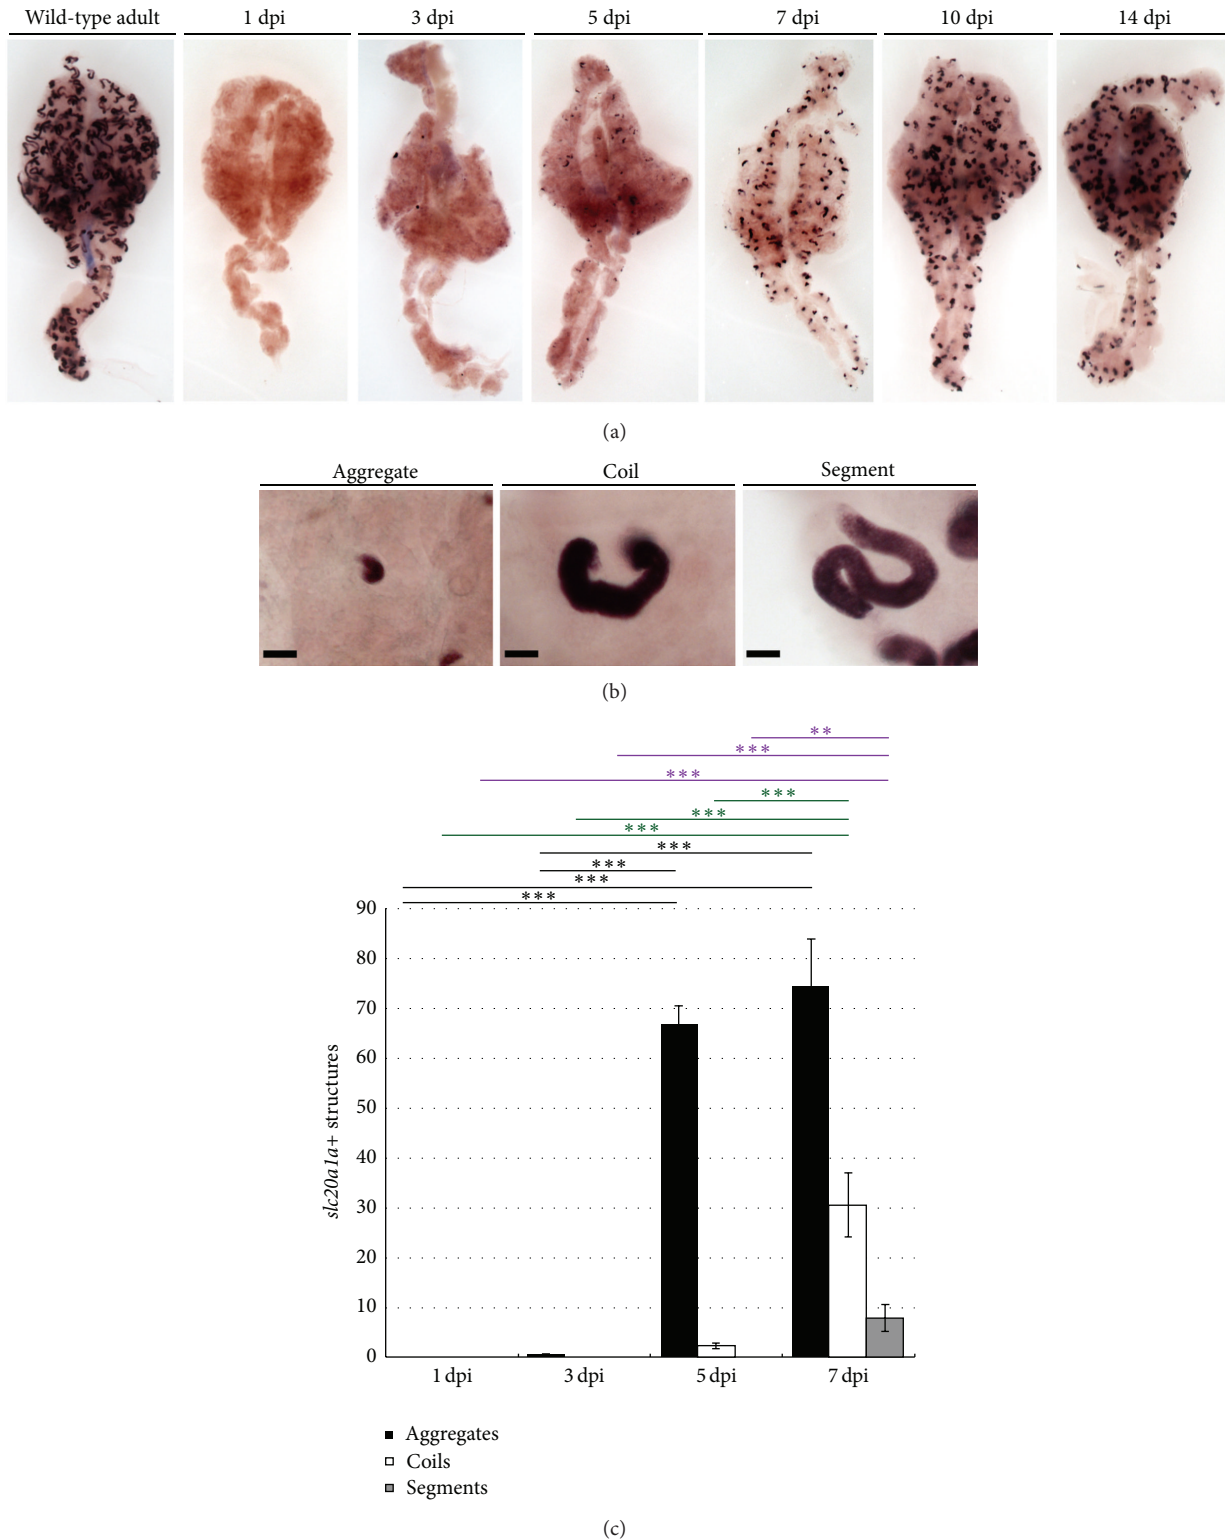 Wild-type adult 1 dpi 3 dpi 5 dpi 7 dpi 10 dpi 14 dpi
(a)
Aggregate Coil Segment
(b)
**
***
***
***
***
***
***
***
***
***
90
80
70
60
50
40
30
20
10
0
slc20a1a+ structures
1 dpi 3 dpi 5 dpi 7 dpi
Aggregates
Coils
Segments
(c)